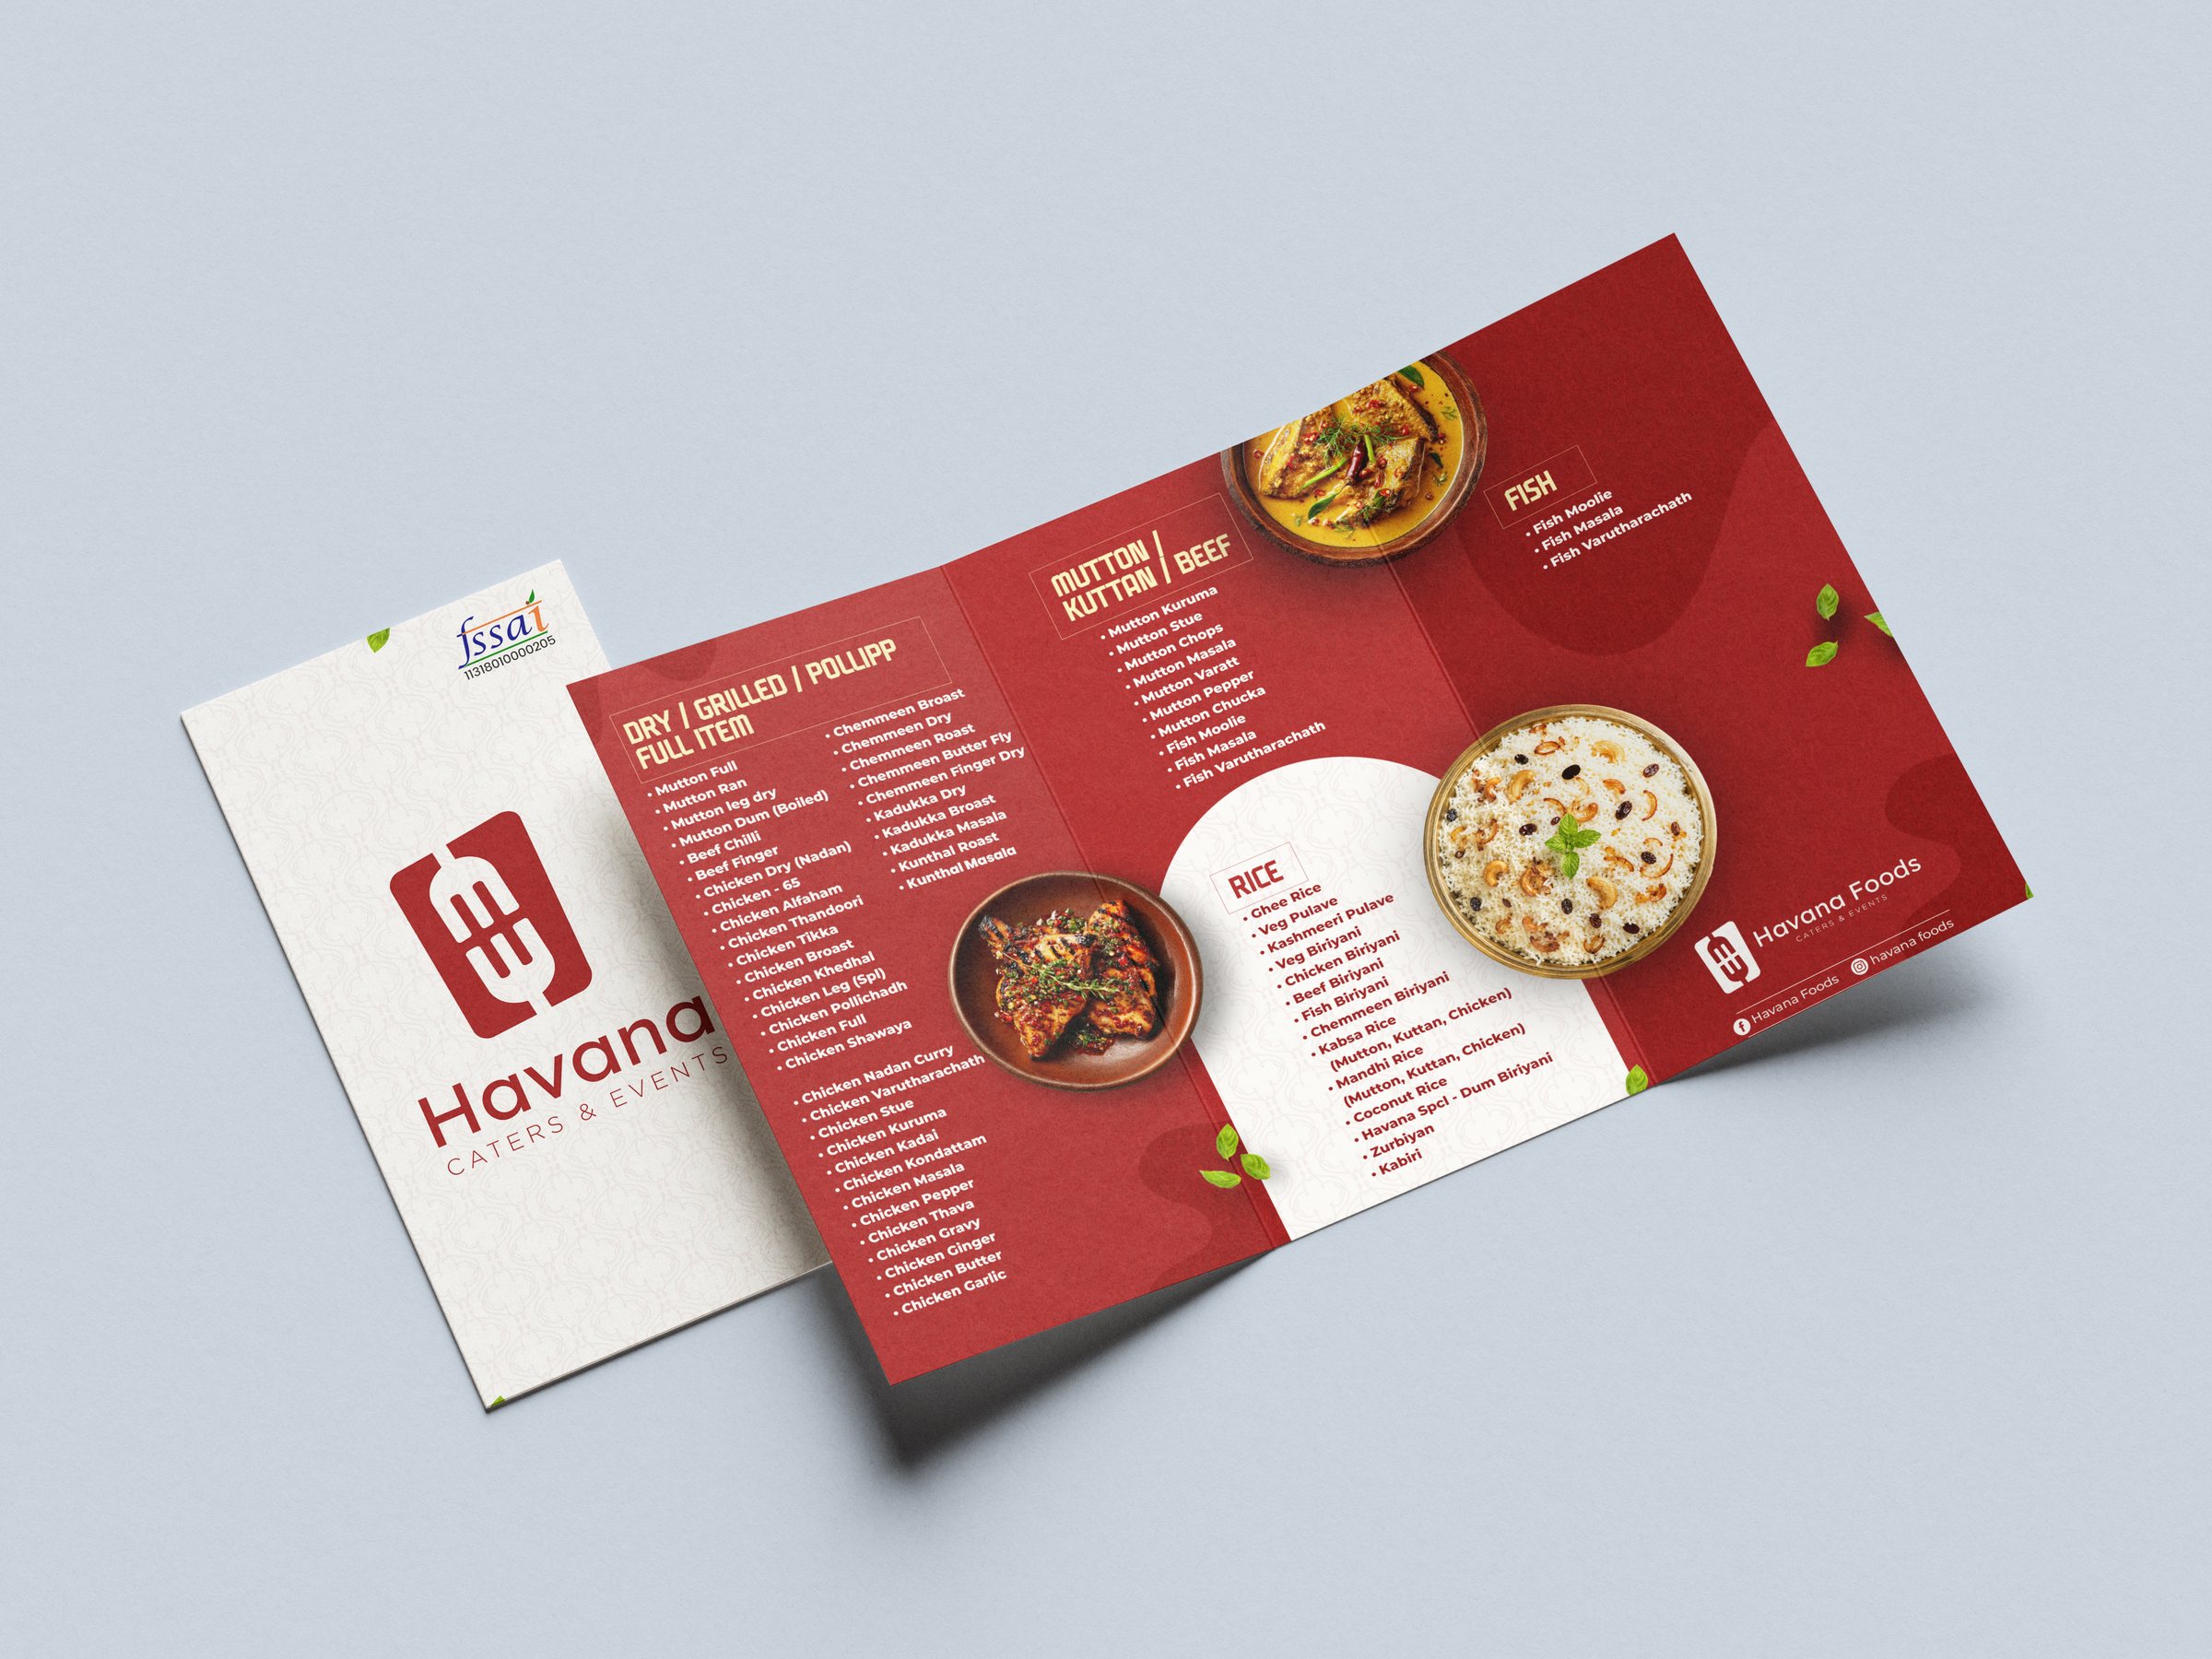 fssai
11318010000205
Havana
CATERS & EVENTS
DRY / GRILLED / POLLIPP
FULL ITEM
• Mutton Full
• Mutton Ran
• Mutton leg dry
• Mutton Dum (Boiled)
• Beef Chilli
• Beef Finger
• Chicken Dry (Nadan)
• Chicken - 65
• Chicken Alfaham
• Chicken Thandoori
• Chicken Tikka
• Chicken Broast
• Chicken Khedhal
• Chicken Leg (Spl)
• Chicken Pollichadh
• Chicken Full
• Chicken Shawaya
• Chicken Nadan Curry
• Chicken Varutharachath
• Chicken Stue
• Chicken Kuruma
• Chicken Kadai
• Chicken Kondattam
• Chicken Masala
• Chicken Pepper
• Chicken Thava
• Chicken Gravy
• Chicken Ginger
• Chicken Butter
• Chicken Garlic
• Chemmeen Broast
• Chemmeen Dry
• Chemmeen Roast
• Chemmeen Butter Fly
• Chemmeen Finger Dry
• Kadukka Dry
• Kadukka Broast
• Kadukka Masala
• Kunthal Roast
• Kunthal Masala
MUTTON /
KUTTAN / BEEF
• Mutton Kuruma
• Mutton Stue
• Mutton Chops
• Mutton Masala
• Mutton Varatt
• Mutton Pepper
• Mutton Chucka
• Fish Moolie
• Fish Masala
• Fish Varutharachath
RICE
• Ghee Rice
• Veg Pulave
• Kashmeeri Pulave
• Veg Biriyani
• Chicken Biriyani
• Beef Biriyani
• Fish Biriyani
• Chemmeen Biriyani
• Kabsa Rice
(Mutton, Kuttan, Chicken)
• Mandhi Rice
(Mutton, Kuttan, Chicken)
• Coconut Rice
• Havana Spcl - Dum Biriyani
• Zurbiyan
• Kabiri
FISH
• Fish Moolie
• Fish Masala
• Fish Varutharachath
Havana Foods
CATERS & EVENTS
Havana Foods
havana foods